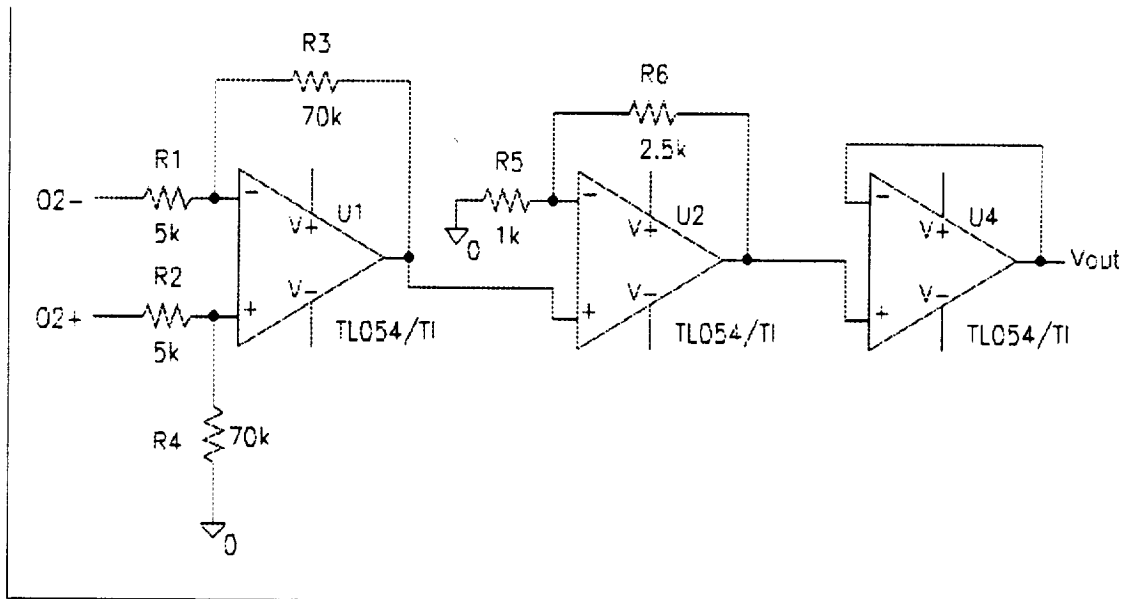 R3
70k
R6
2.5k
R1
R5
O2-
5k
V+
U1
1k
0
V+
U2
V+
U4
R2
Vout
O2+
V-
V-
V-
5k
TL054/TI
TL054/TI
TL054/TI
R4
70k
0